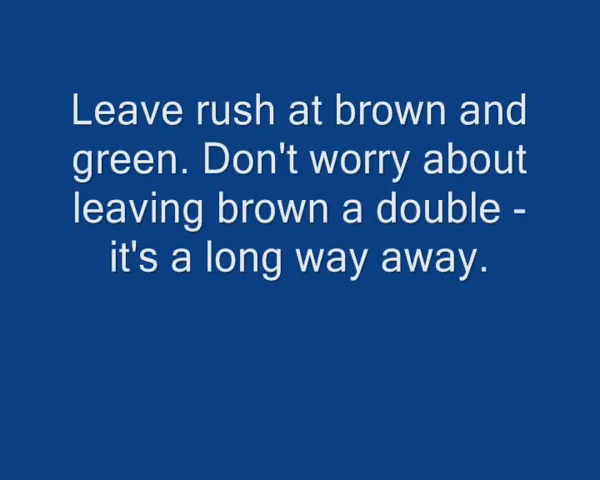 Leave rush at brown and
green. Don't worry about
leaving brown a double -
it's a long way away.